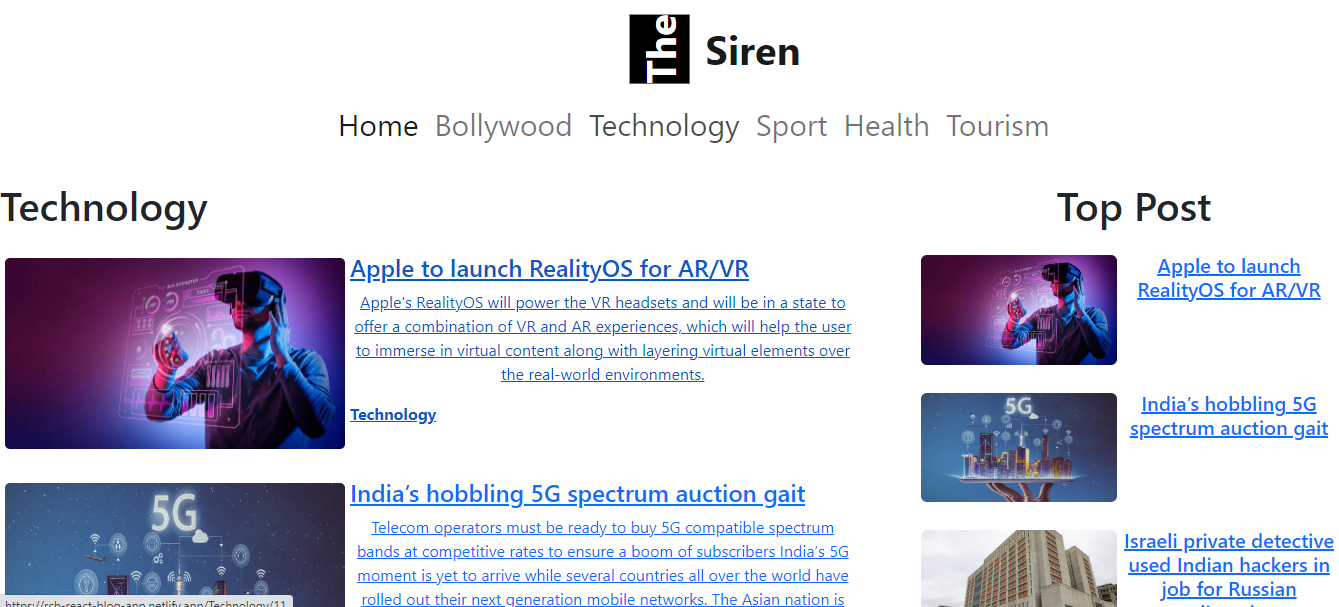 The Siren
Home Bollywood Technology Sport Health Tourism
Technology
Apple to launch RealityOS for AR/VR
Apple's RealityOS will power the VR headsets and will be in a state to
offer a combination of VR and AR experiences, which will help the user
to immerse in virtual content along with layering virtual elements over
the real-world environments.
Technology
5G
India’s hobbling 5G spectrum auction gait
Telecom operators must be ready to buy 5G compatible spectrum
bands at competitive rates to ensure a boom of subscribers India’s 5G
moment is yet to arrive while several countries all over the world have
rolled out their next generation mobile networks. The Asian nation is
Top Post
Apple to launch
RealityOS for AR/VR
5G
India’s hobbling 5G
spectrum auction gait
Israeli private detective
used Indian hackers in
job for Russian
https://rch-react-blog-app.netlify.app/Technology/11